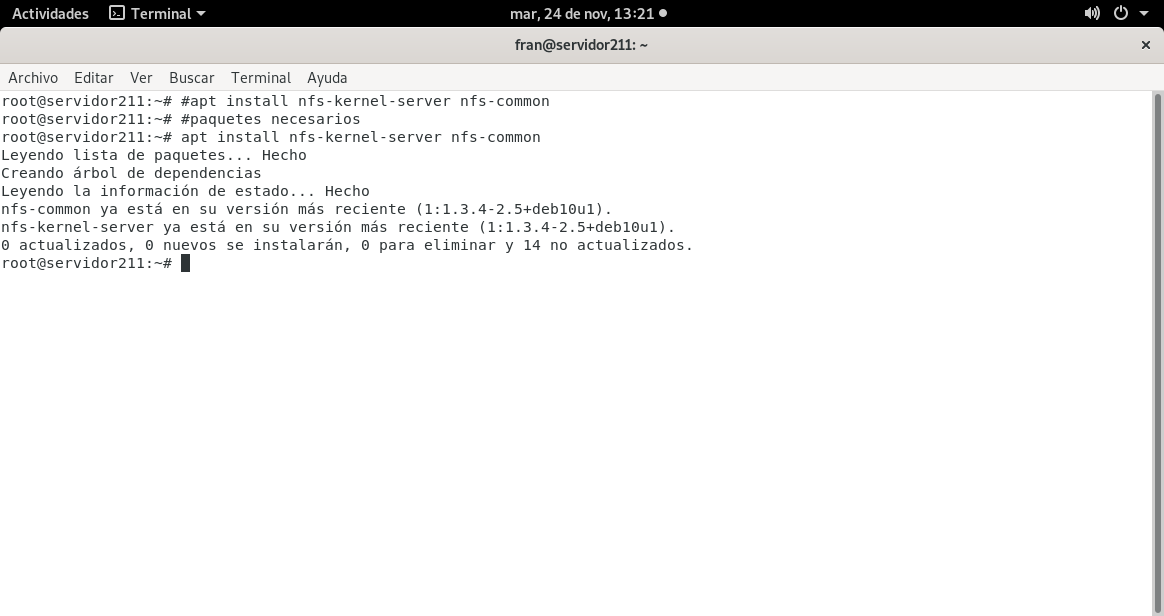 Actividades Terminal mar, 24 de nov, 13:21
fran@servidor211: ~
Archivo Editar Ver Buscar Terminal Ayuda
root@servidor211:~# #apt install nfs-kernel-server nfs-common
root@servidor211:~# #paquetes necesarios
root@servidor211:~# apt install nfs-kernel-server nfs-common
Leyendo lista de paquetes... Hecho
Creando árbol de dependencias
Leyendo la información de estado... Hecho
nfs-common ya está en su versión más reciente (1:1.3.4-2.5+deb10u1).
nfs-kernel-server ya está en su versión más reciente (1:1.3.4-2.5+deb10u1).
0 actualizados, 0 nuevos se instalarán, 0 para eliminar y 14 no actualizados.
root@servidor211:~#